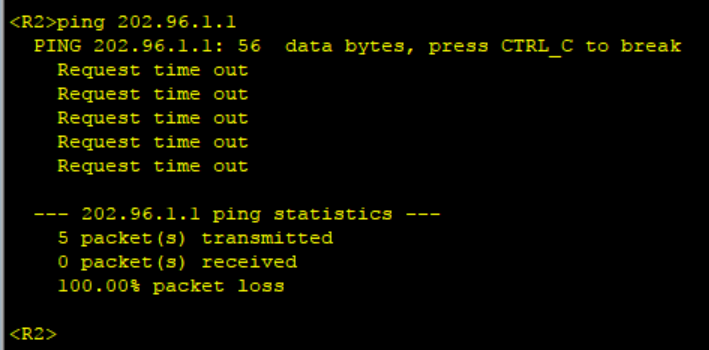 <R2>ping 202.96.1.1
PING 202.96.1.1: 56  data bytes, press CTRL_C to break
Request time out
Request time out
Request time out
Request time out
Request time out
--- 202.96.1.1 ping statistics ---
5 packet(s) transmitted
0 packet(s) received
100.00% packet loss
<R2>